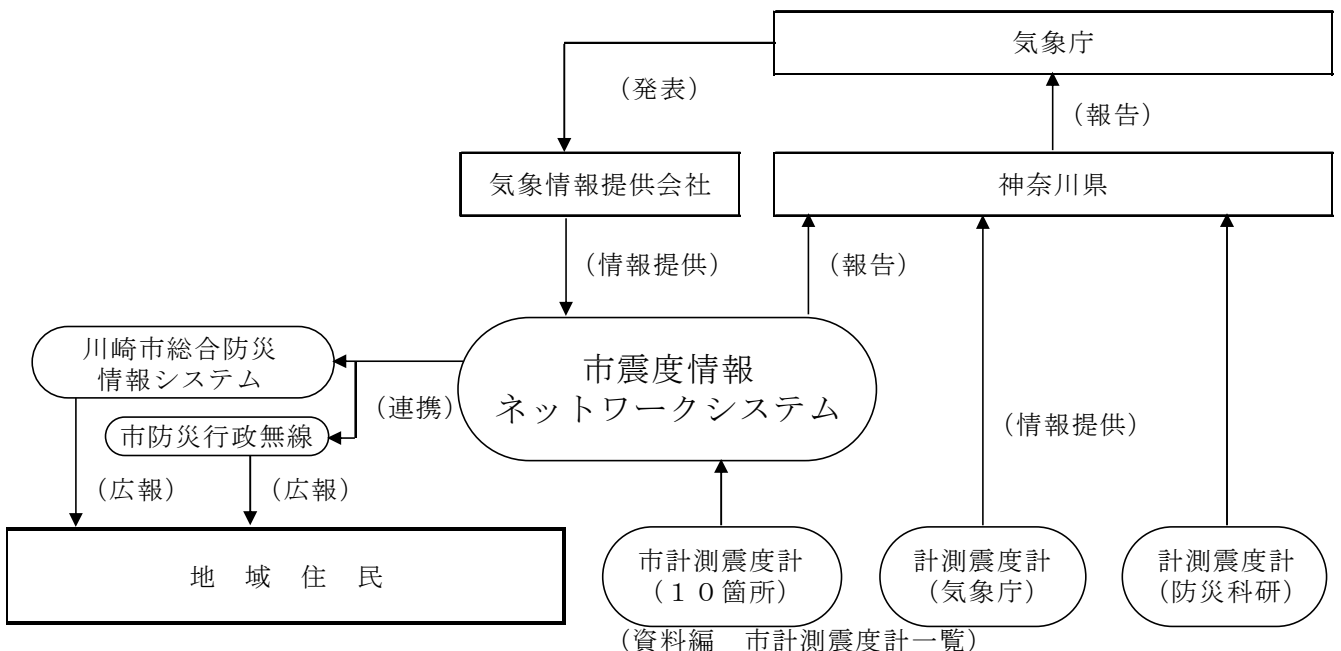 気象庁
（発表）
（報告）
気象情報提供会社
神奈川県
（情報提供）
（報告）
川崎市総合防災
情報システム
市震度情報
ネットワークシステム
（連携）
市防災行政無線
（情報提供）
（広報）
（広報）
地　域　住　民
市計測震度計
（１０箇所）
計測震度計
（気象庁）
計測震度計
（防災科研）
（資料編　市計測震度計一覧）